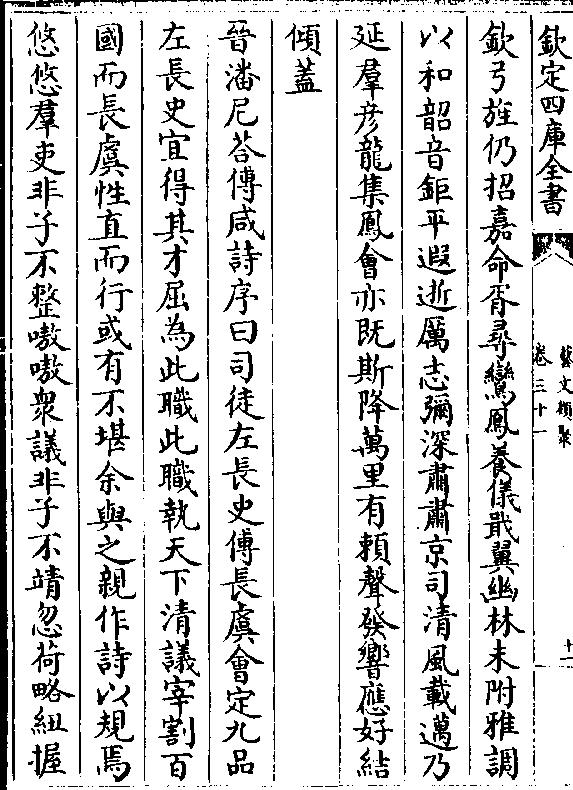 欽定四庫全書
藝文類聚
卷三十一
十一
欽弓旌仍招嘉命胥尋鸞鳳養儀戢翼幽林未附雅調
以和韶音鉅平遐逝厲志彌深肅肅京司清風載邁乃
延羣彦龍集鳳會亦既斯降萬里有頼聲發響應好結
傾蓋
晉潘尼荅傅咸詩序曰司徒左長史傅長虞會定九品
左長史宜得其才屈為此職此職執天下清議宰割百
國而長虞性直而行或有不堪余與之親作詩以規焉
悠悠羣吏非子不整嗷嗷衆議非子不靖忽荷略紐握